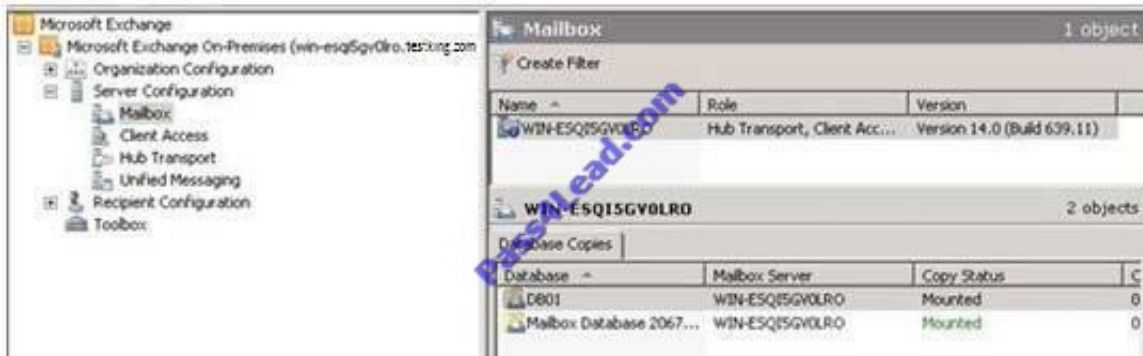 Microsoft Exchange
Microsoft Exchange On-Premises (win-esqi5gv0lro.testking.com
Organization Configuration
Server Configuration
Mailbox
Client Access
Hub Transport
Unified Messaging
Recipient Configuration
Toolbox
Mailbox 1 object
Create Filter
Name Role Version
WIN-ESQI5GV0LRO Hub Transport, Client Acc... Version 14.0 (Build 639.11)
WIN-ESQI5GV0LRO 2 objects
Database Copies
Database Mailbox Server Copy Status C
DB01 WIN-ESQI5GV0LRO Mounted 0
Mailbox Database 2067... WIN-ESQI5GV0LRO Mounted 0
Pass4Lead.com